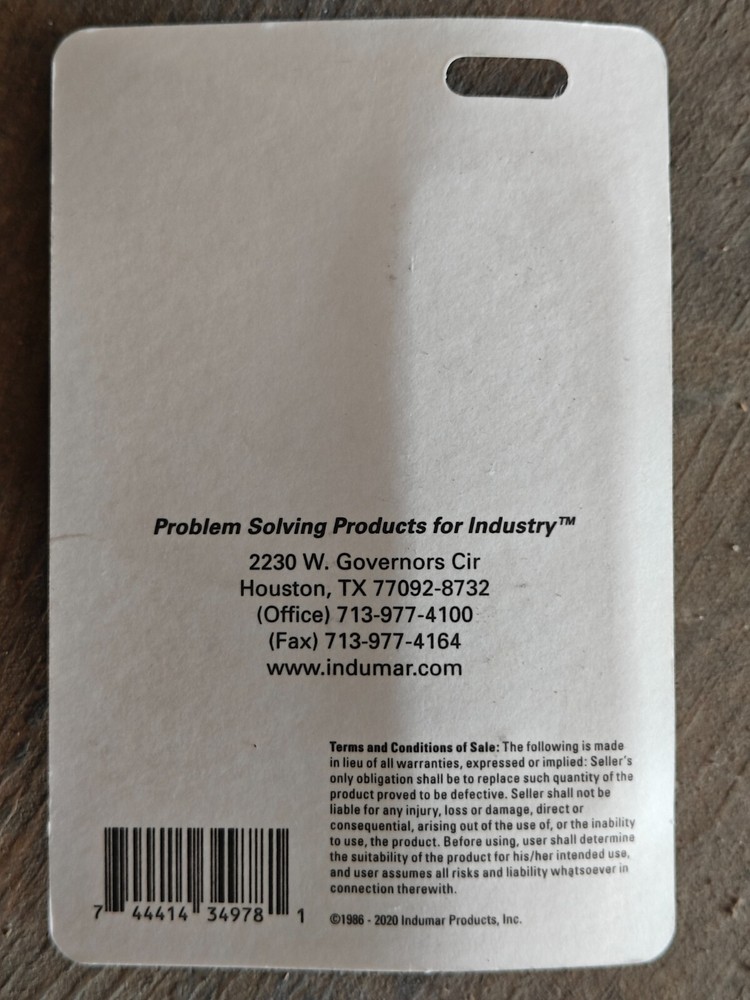 Problem Solving Products for Industry™
2230 W. Governors Cir
Houston, TX 77092-8732
(Office) 713-977-4100
(Fax) 713-977-4164
www.indumar.com
Terms and Conditions of Sale: The following is made
in lieu of all warranties, expressed or implied: Seller's
only obligation shall be to replace such quantity of the
product proved to be defective. Seller shall not be
liable for any injury, loss or damage, direct or
consequential, arising out of the use of, or the inability
to use, the product. Before using, user shall determine
the suitability of the product for his/her intended use,
and user assumes all risks and liability whatsoever in
connection therewith.
©1986 - 2020 Indumar Products, Inc.
7 44414 34978 1